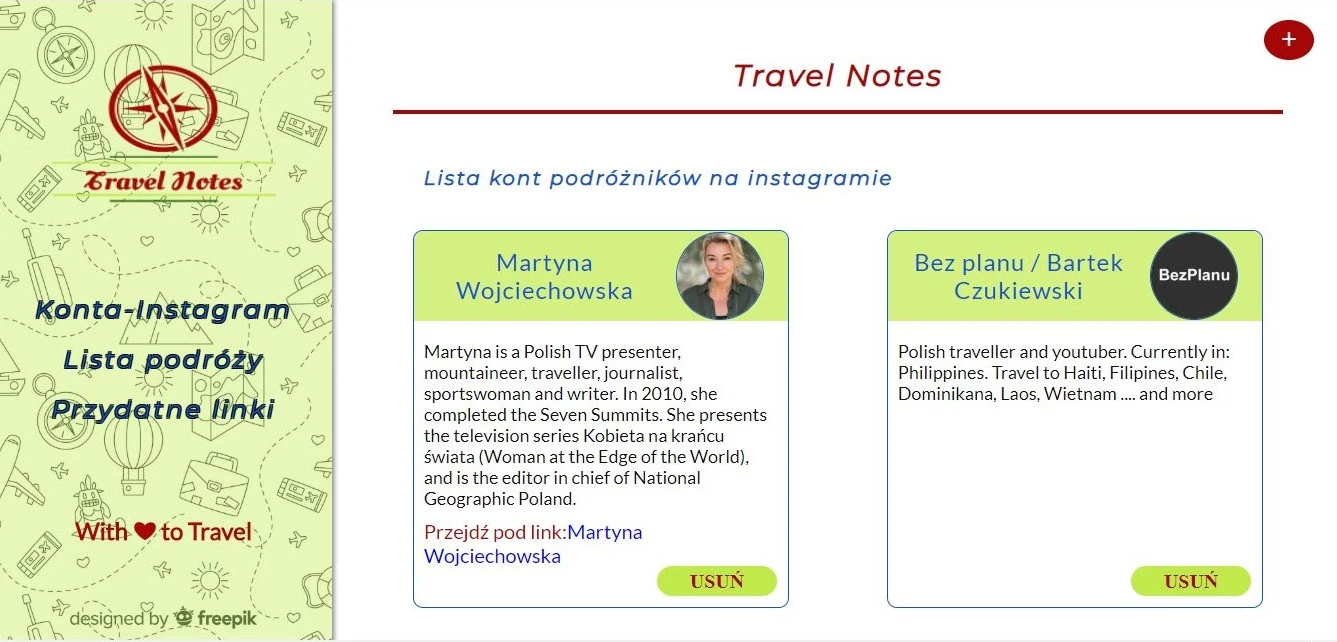 Travel Notes
Konta-Instagram
Lista podróży
Przydatne linki
With ❤ to Travel
designed by freepik
+
Travel Notes
Lista kont podróżników na instagramie
Martyna
Wojciechowska
Martyna is a Polish TV presenter,
mountaineer, traveller, journalist,
sportswoman and writer. In 2010, she
completed the Seven Summits. She presents
the television series Kobieta na krańcu
świata (Woman at the Edge of the World),
and is the editor in chief of National
Geographic Poland.
Przejdź pod link:Martyna
Wojciechowska
USUŃ
Bez planu / Bartek
Czukiewski
BezPlanu
Polish traveller and youtuber. Currently in:
Philippines. Travel to Haiti, Filipines, Chile,
Dominikana, Laos, Wietnam .... and more
USUŃ